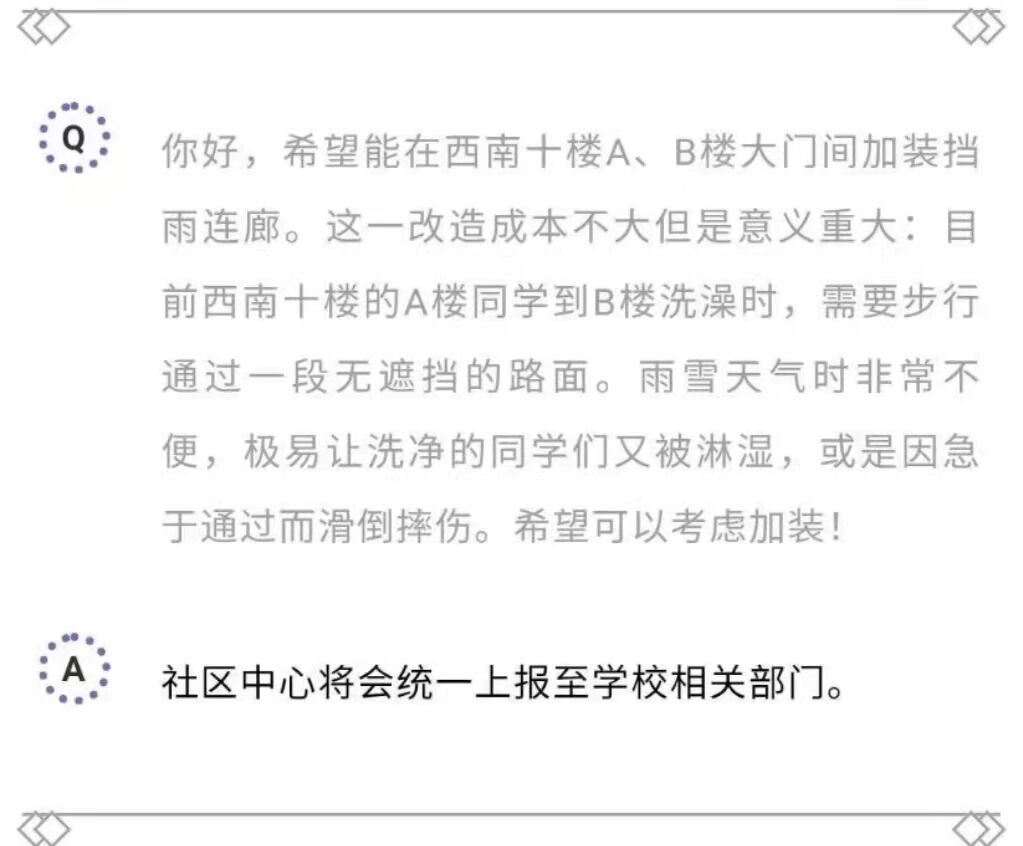 Q
你好，希望能在西南十楼A、B楼大门间加装挡
雨连廊。这一改造成本不大但是意义重大：目
前西南十楼的A楼同学到B楼洗澡时，需要步行
通过一段无遮挡的路面。雨雪天气时非常不
便，极易让洗净的同学们又被淋湿，或是因急
于通过而滑倒摔伤。希望可以考虑加装！
A
社区中心将会统一上报至学校相关部门。